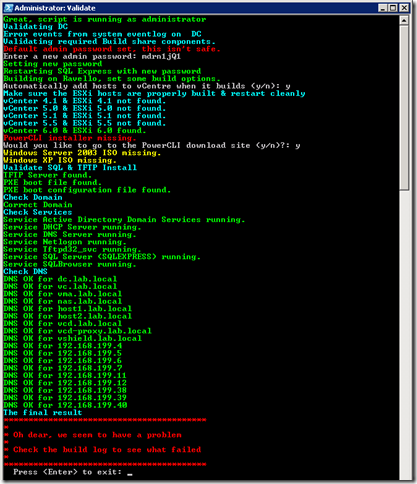 Administrator: Validate
Great, script is running as administrator
Validating DC
Error events from system eventlog on  DC
Validating required Build share components.
Default admin password set, this isn't safe.
Enter a new admin password: mdrn1jQ1
Setting new password
Restarting SQL Express with new password
Building on Ravello, set some build options.
Automatically add hosts to vCentre when it builds (y/n): y
Make sure the ESXi hosts are properly built & restart cleanly
vCenter 4.1 & ESXi 4.1 not found.
vCenter 5.0 & ESXi 5.0 not found.
vCenter 5.1 & ESXi 5.1 not found.
vCenter 5.5 & ESXi 5.5 not found.
vCenter 6.0 & ESXi 6.0 found.
PowerCLI installer missing.
Would you like to go to the PowerCLI download site (y/n)?: y
Windows Server 2003 ISO missing.
Windows XP ISO missing.
Validate SQL & TFTP Install
TFTP Server found.
PXE boot file found.
PXE boot configuration file found.
Check Domain
Correct Domain
Check Services
Service Active Directory Domain Services running.
Service DHCP Server running.
Service DNS Server running.
Service Netlogon running.
Service Tftpd32_svc running.
Service SQL Server (SQLEXPRESS) running.
Service SQLBrowser running.
Check DNS
DNS OK for dc.lab.local
DNS OK for vc.lab.local
DNS OK for vma.lab.local
DNS OK for nas.lab.local
DNS OK for host1.lab.local
DNS OK for host2.lab.local
DNS OK for vcd.lab.local
DNS OK for vcd-proxy.lab.local
DNS OK for vshield.lab.local
DNS OK for 192.168.199.4
DNS OK for 192.168.199.5
DNS OK for 192.168.199.6
DNS OK for 192.168.199.7
DNS OK for 192.168.199.11
DNS OK for 192.168.199.12
DNS OK for 192.168.199.38
DNS OK for 192.168.199.39
DNS OK for 192.168.199.40
The final result
*****************************************
*
* Oh dear, we seem to have a problem
*
* Check the build log to see what failed
*
*****************************************
Press <Enter> to exit: _